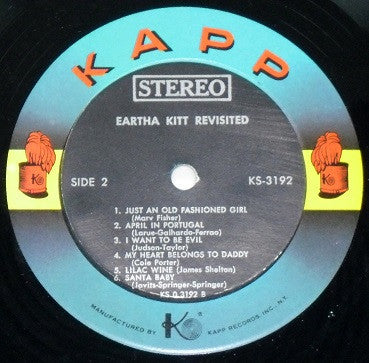 KAPP
STEREO
EARTHA KITT REVISITED
SIDE 2 KS-3192
1. JUST AN OLD FASHIONED GIRL
(Marv Fisher)
2. APRIL IN PORTUGAL
(Larue-Galhardo-Ferrao)
3. I WANT TO BE EVIL
(Judson-Taylor)
4. MY HEART BELONGS TO DADDY
(Cole Porter)
5. LILAC WINE (James Shelton)
6. SANTA BABY
(Javits-Springer-Springer)
KS 0.3192 B
MANUFACTURED BY K ® KAPP RECORDS INC., N.Y.